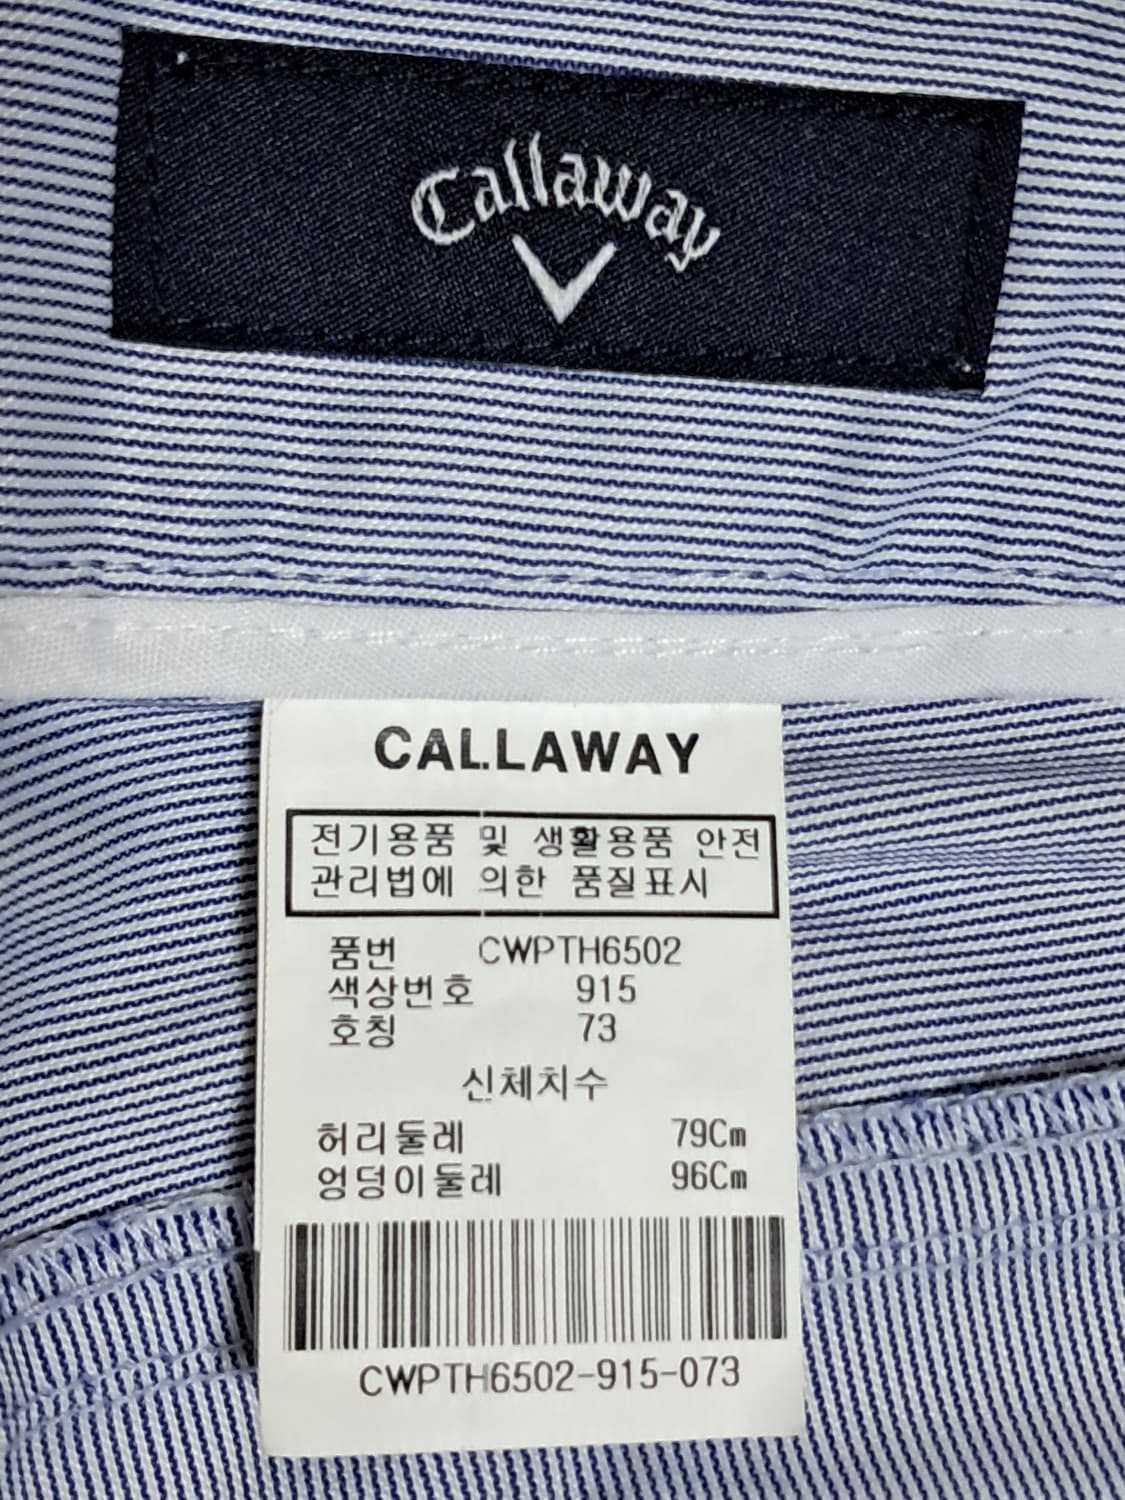 Callaway
CALLAWAY
전기용품 및 생활용품 안전
관리법에 의한 품질표시
품번 CWPTH6502
색상번호 915
호칭 73
신체치수
허리둘레 79Cm
엉덩이둘레 96Cm
CWPTH6502-915-073